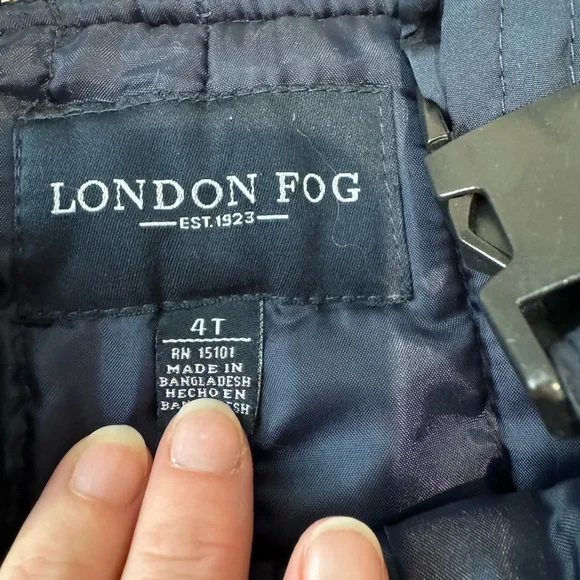 LONDON FOG
EST. 1923
4T
RN 15101
MADE IN
BANGLADESH
HECHO EN